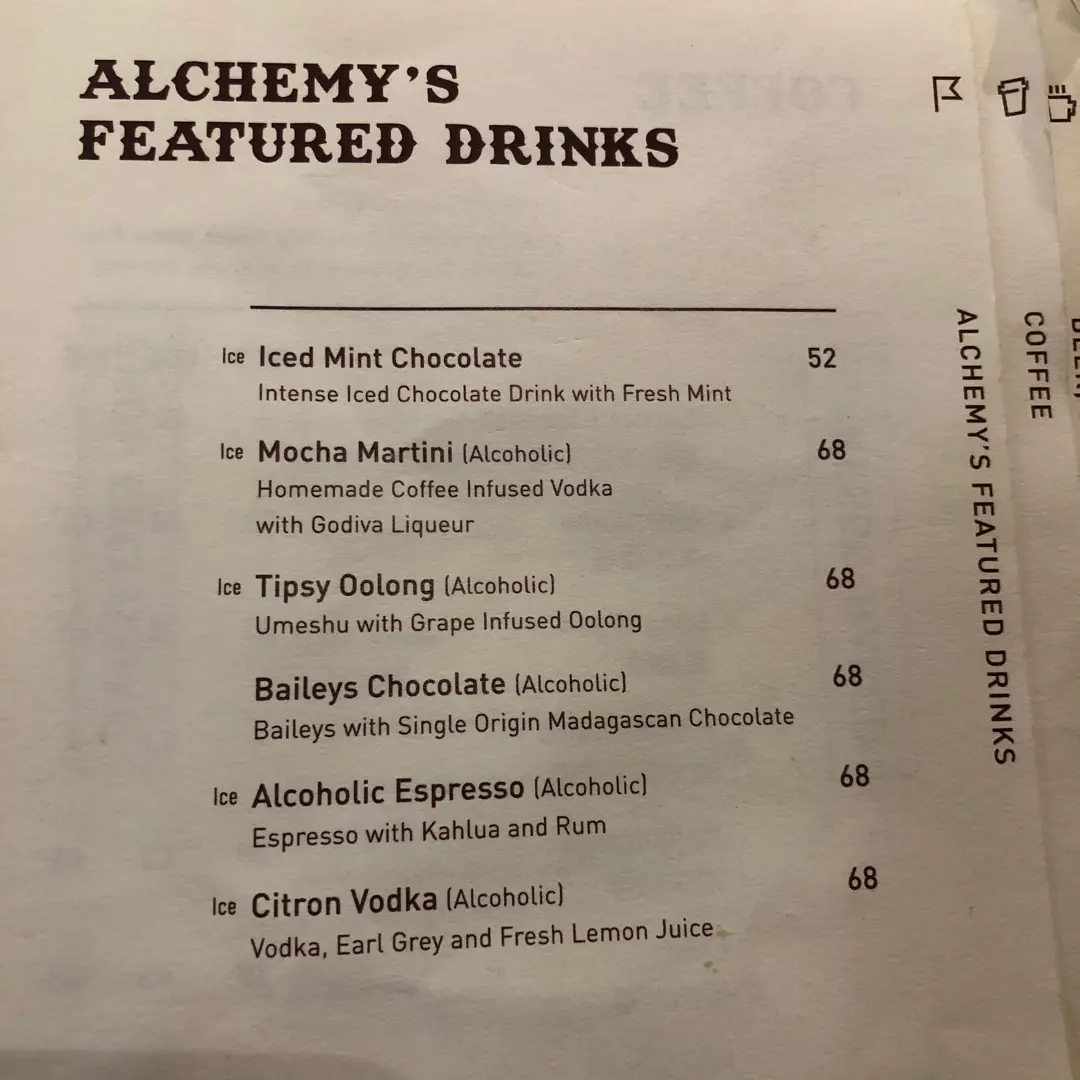 ALCHEMY'S
FEATURED DRINKS
Ice Iced Mint Chocolate 52
Intense Iced Chocolate Drink with Fresh Mint
Ice Mocha Martini (Alcoholic) 68
Homemade Coffee Infused Vodka
with Godiva Liqueur
Ice Tipsy Oolong (Alcoholic) 68
Umeshu with Grape Infused Oolong
Baileys Chocolate (Alcoholic) 68
Baileys with Single Origin Madagascan Chocolate
Ice Alcoholic Espresso (Alcoholic) 68
Espresso with Kahlua and Rum
Ice Citron Vodka (Alcoholic) 68
Vodka, Earl Grey and Fresh Lemon Juice
ALCHEMY'S FEATURED DRINKS
COFFEE